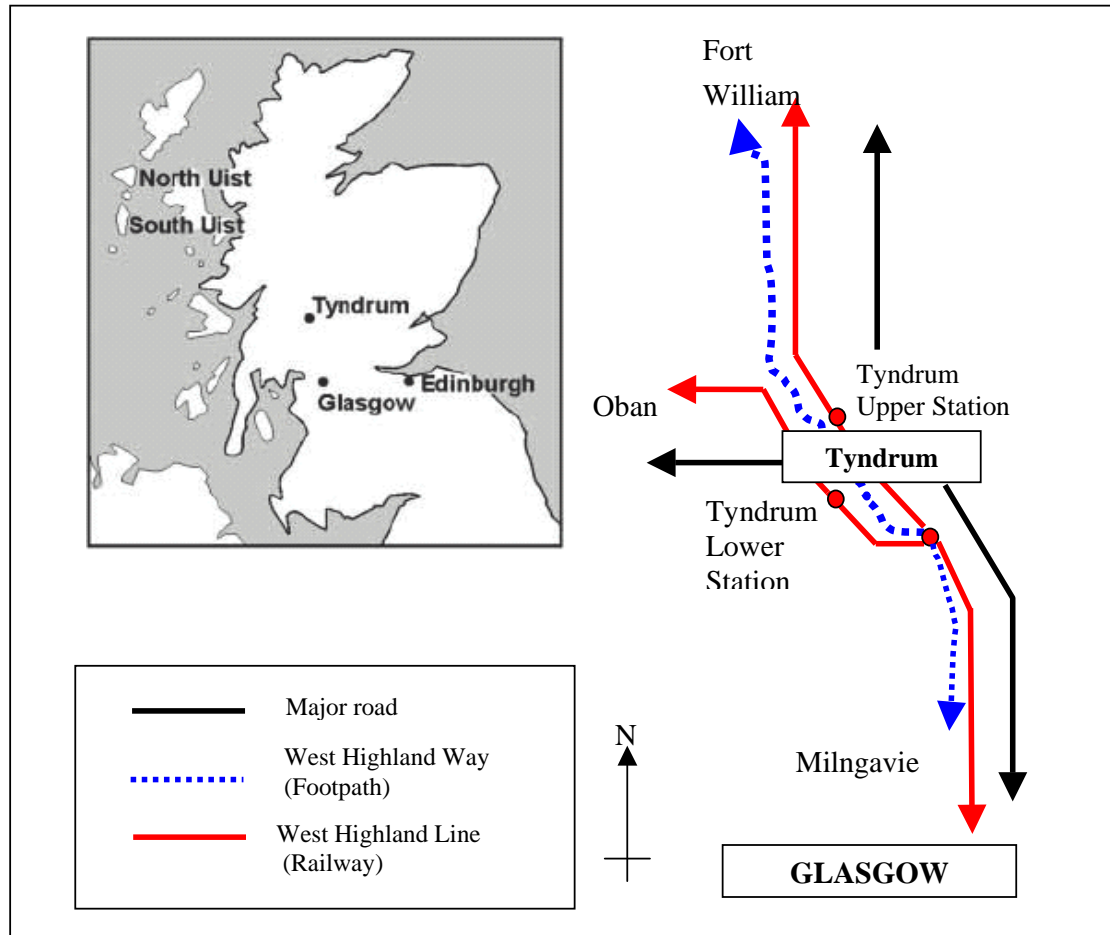 North Uist
South Uist
Tyndrum
Glasgow
Edinburgh
Fort
William
Oban
Tyndrum
Upper Station
Tyndrum
Tyndrum
Lower
Station
Milngavie
GLASGOW
N
Major road
West Highland Way
(Footpath)
West Highland Line
(Railway)